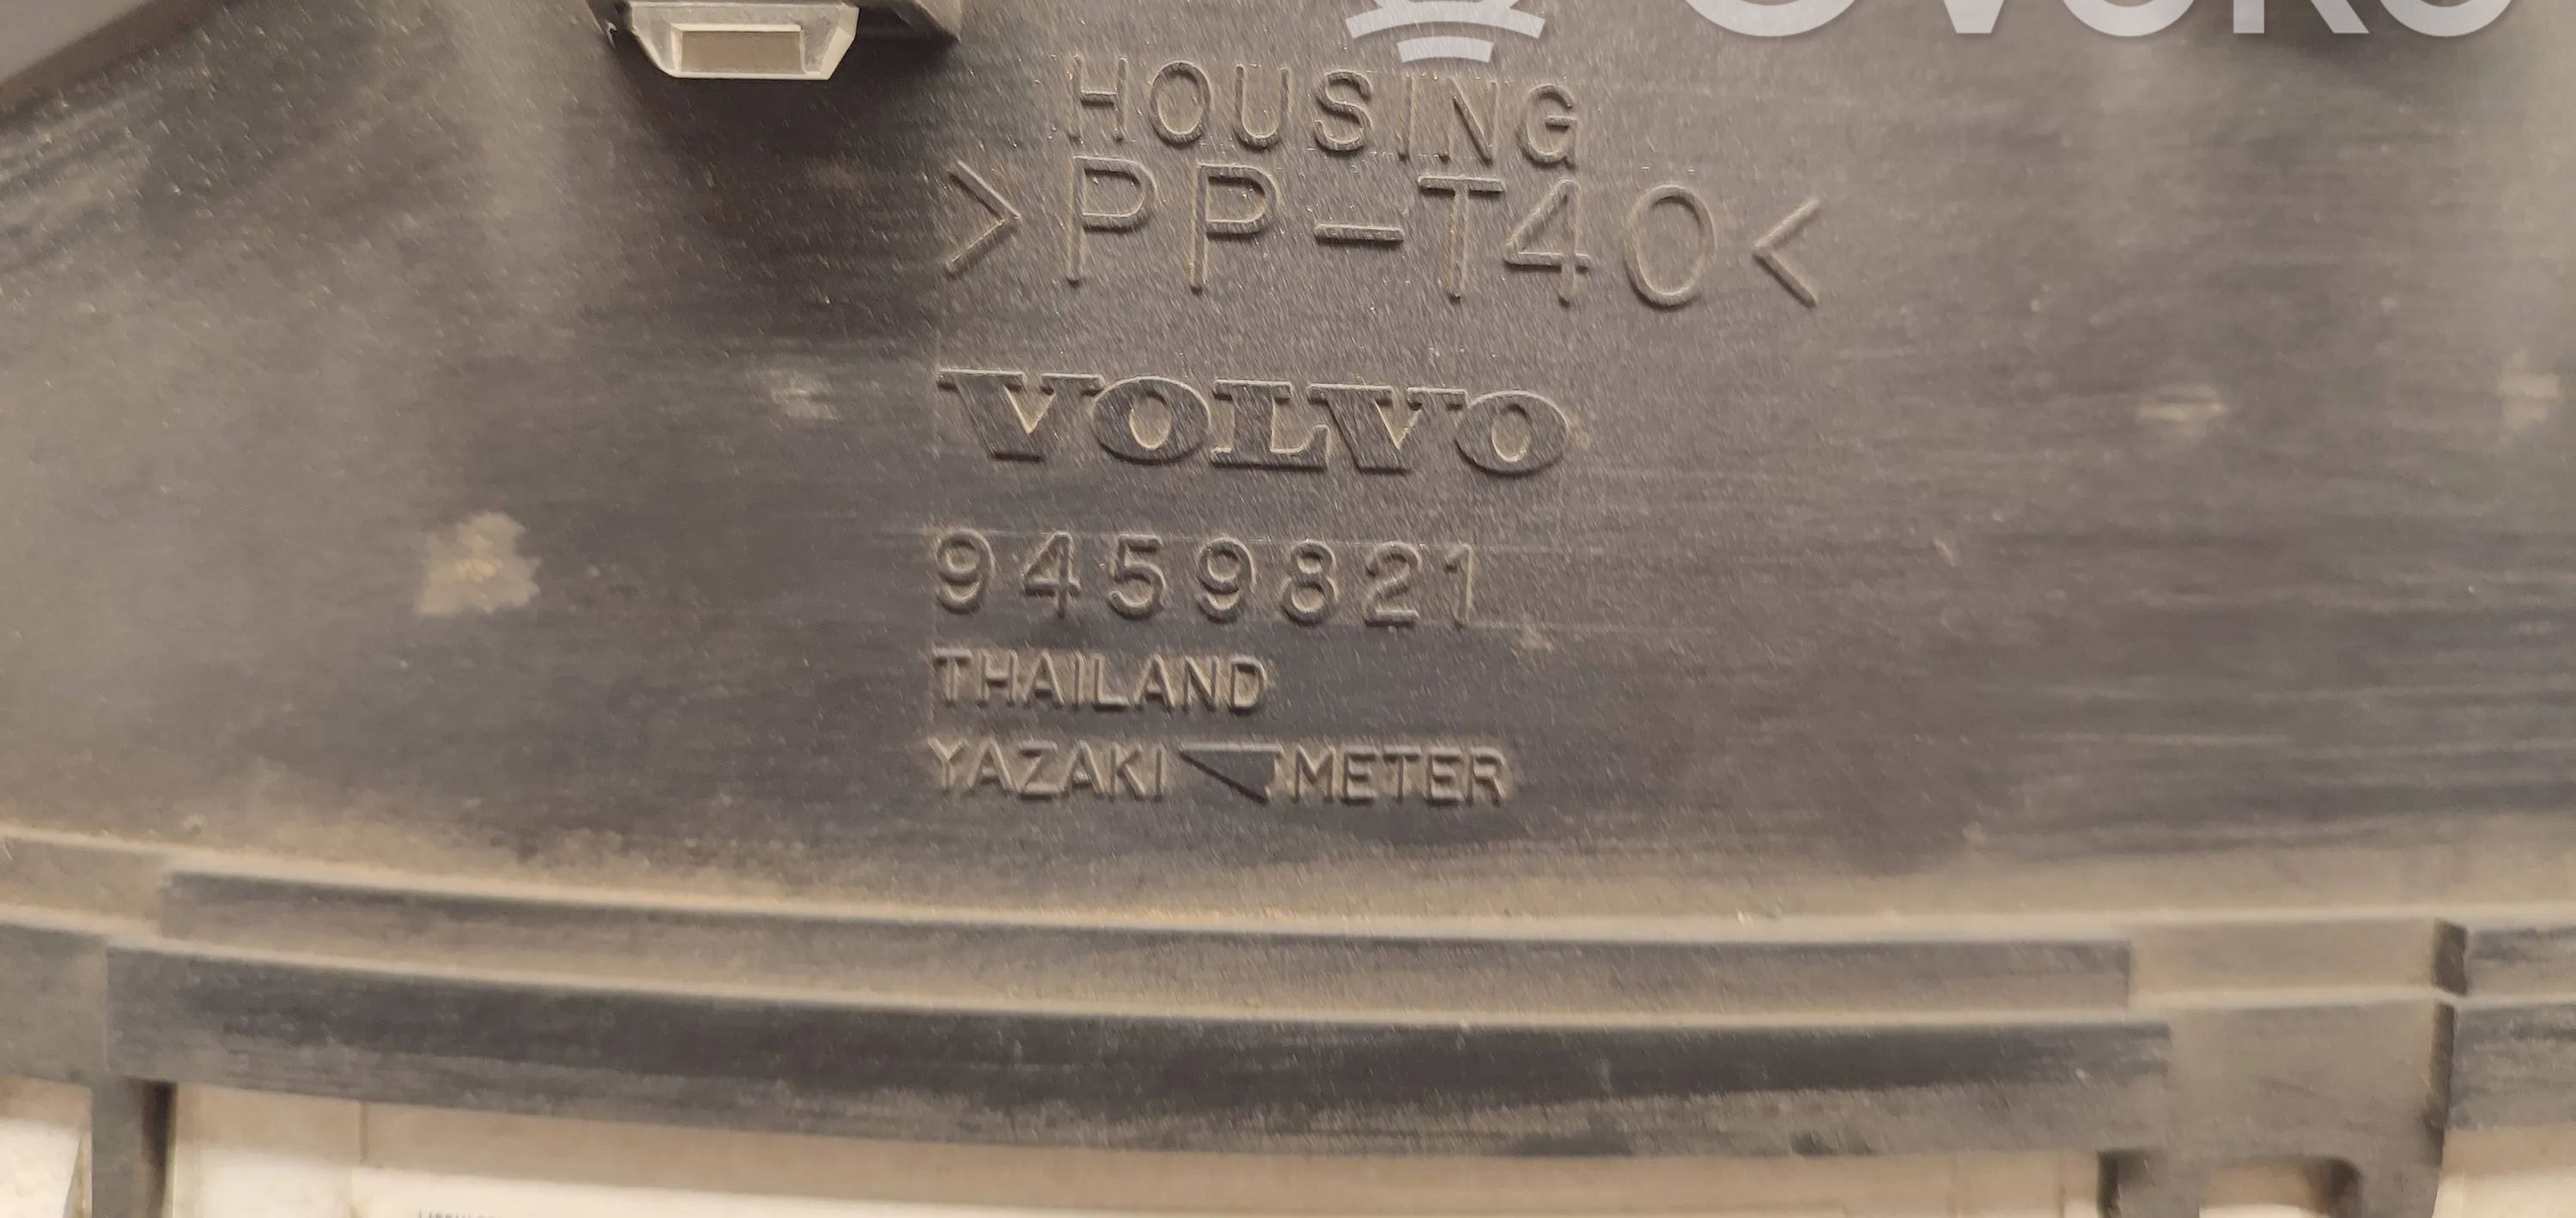 HOUSING
>PP-T40<
VOLVO
9459821
THAILAND
YAZAKI METER